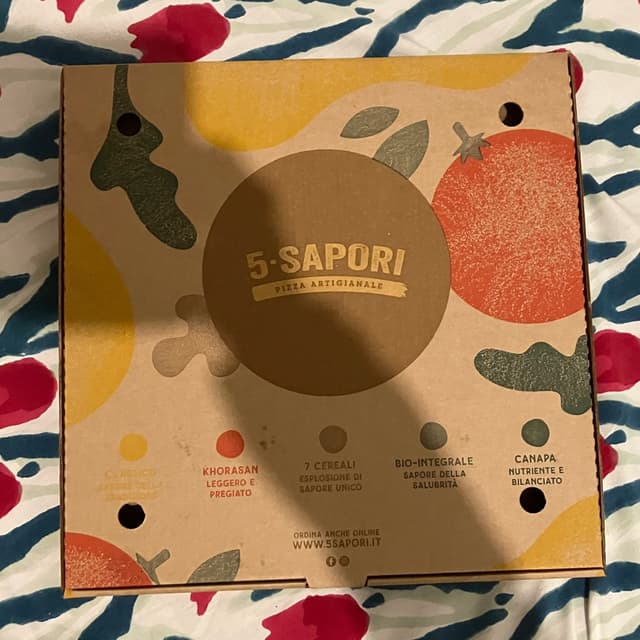 5·SAPORI
PIZZA ARTIGIANALE
KHORASAN
LEGGERO E
PREGIATO
7 CEREALI
ESPLOSIONE DI
SAPORE UNICO
BIO-INTEGRALE
SAPORE DELLA
SALUBRITÀ
CANAPA
NUTRIENTE E
BILANCIATO
ORDINA ANCHE ONLINE
WWW.5SAPORI.IT